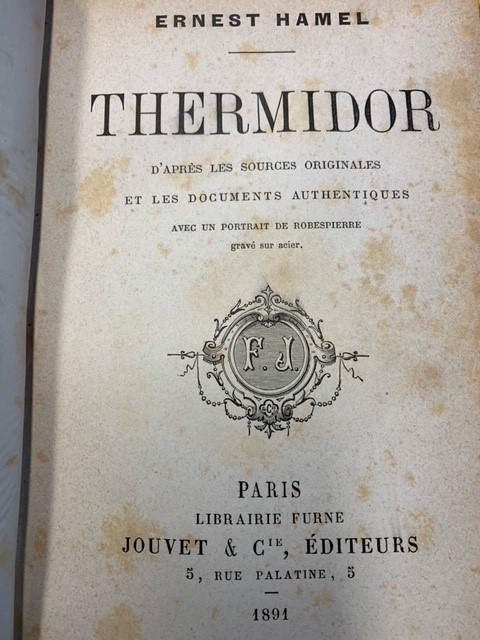 ERNEST HAMEL
THERMIDOR
D'APRÈS LES SOURCES ORIGINALES
ET LES DOCUMENTS AUTHENTIQUES
AVEC UN PORTRAIT DE ROBESPIERRE
gravé sur acier.
F. J.
PARIS
LIBRAIRIE FURNE
JOUVET & CIE, ÉDITEURS
5, RUE PALATINE, 5
1891